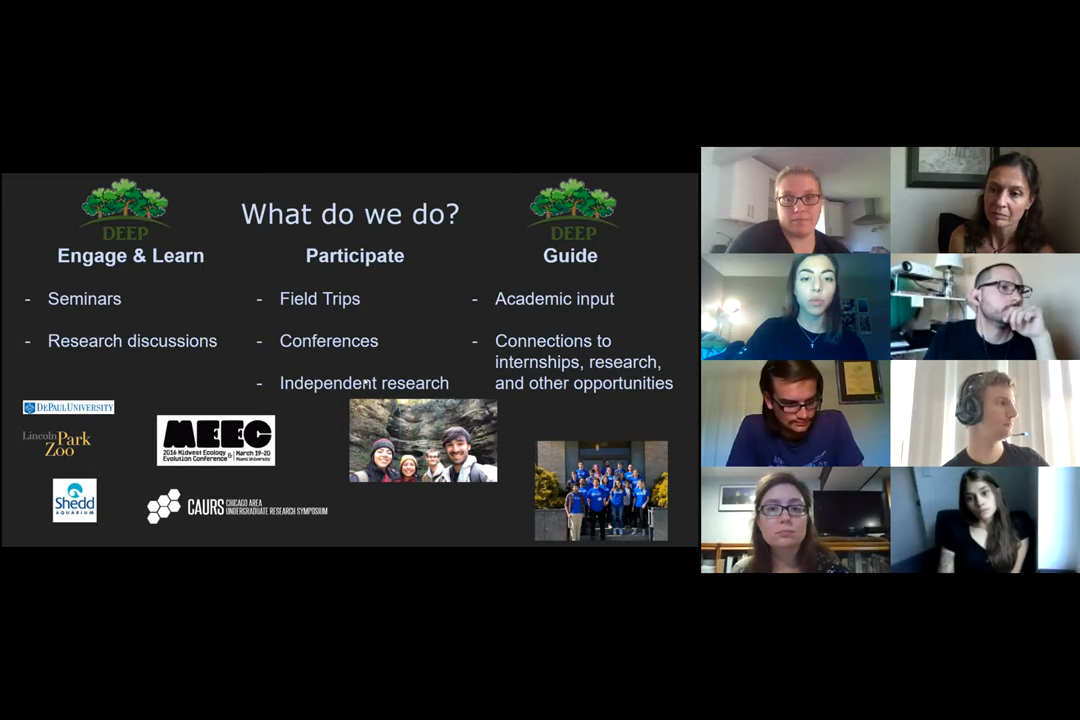 What do we do?
DEEP
DEEP
Engage & Learn
- Seminars
- Research discussions
Participate
- Field Trips
- Conferences
- Independent research
Guide
- Academic input
- Connections to
internships, research,
and other opportunities
DEPAUL UNIVERSITY
Lincoln Park
Zoo
Shedd
AQUARIUM
MEEC
2016 Midwest Ecology & | March 19-20
Evolution Conference | Miami University
CAURS CHICAGO AREA
UNDERGRADUATE RESEARCH SYMPOSIUM